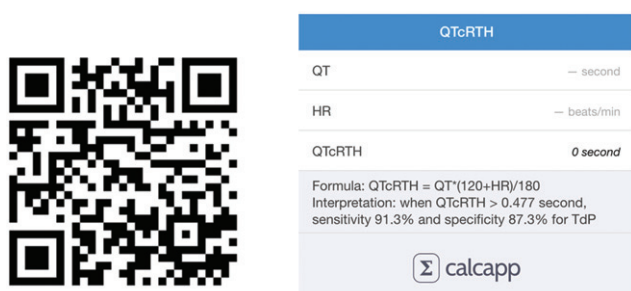 QTcRTH
QT — second
HR — beats/min
QTcRTH 0 second
Formula: QTcRTH = QT*(120+HR)/180
Interpretation: when QTcRTH > 0.477 second,
sensitivity 91.3% and specificity 87.3% for TdP
Σ calcapp